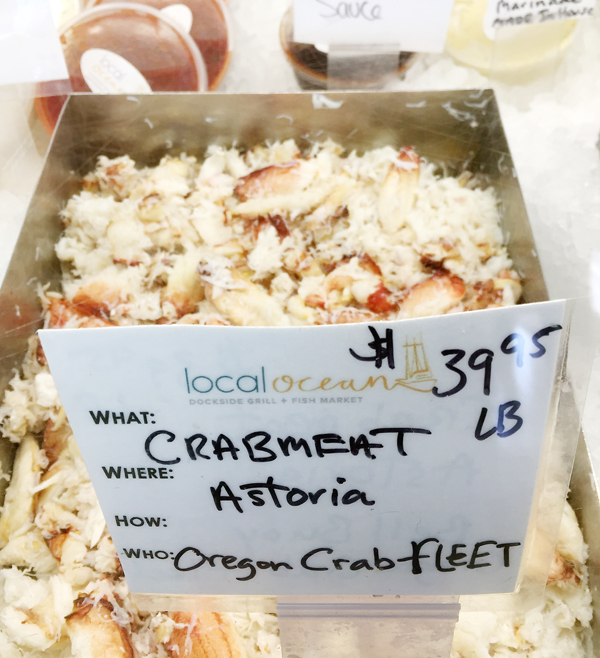 Sauce
Marinade
Made In House
local
$39.95
local ocean
DOCKSIDE GRILL + FISH MARKET
LB
WHAT: CRABMEAT
WHERE: Astoria
HOW:
WHO: Oregon Crab FLEET